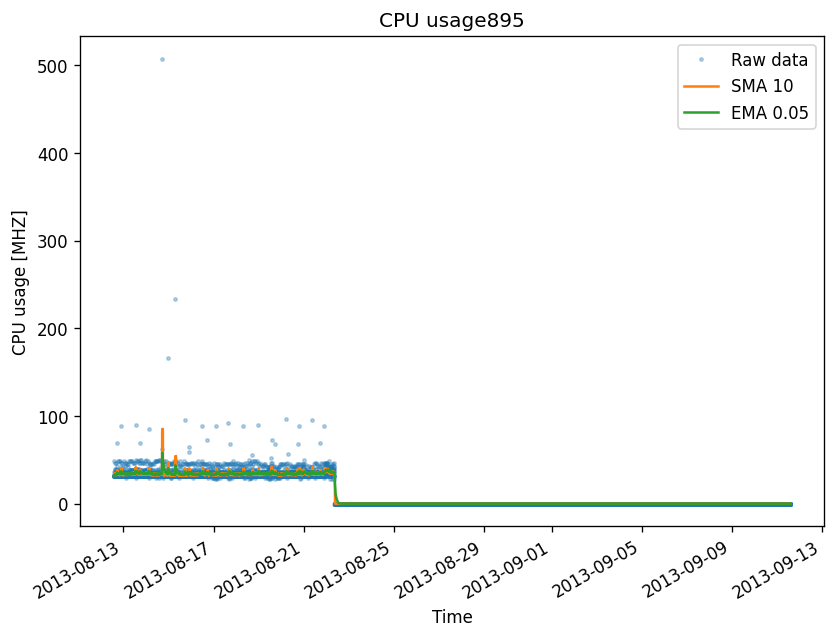 CPU usage895
CPU usage [MHZ]
500
400
300
200
100
0
Raw data
SMA 10
EMA 0.05
2013-08-13
2013-08-17
2013-08-21
2013-08-25
2013-08-29
2013-09-01
2013-09-05
2013-09-09
2013-09-13
Time